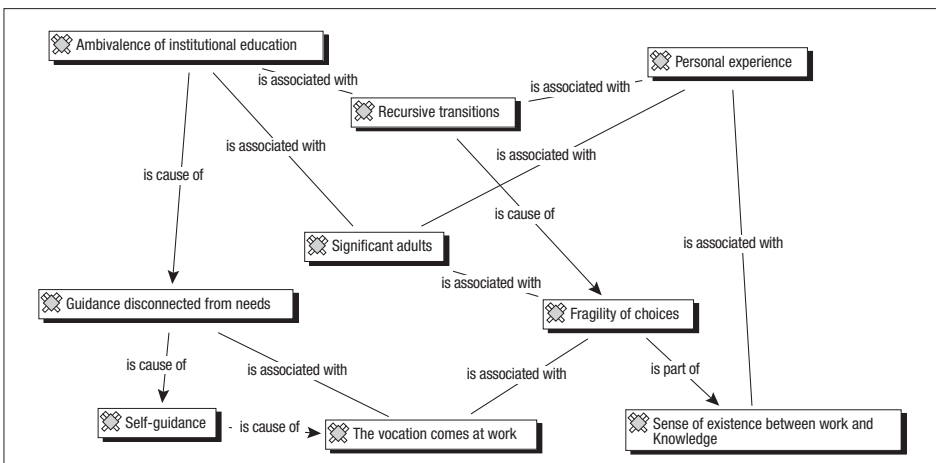 Ambivalence of institutional education
Personal experience
is associated with
is associated with
Recursive transitions
is associated with
is associated with
is cause of
is cause of
Significant adults
is associated with
is associated with
Guidance disconnected from needs
Fragility of choices
is cause of
is associated with
is associated with
is part of
Self-guidance
is cause of
The vocation comes at work
Sense of existence between work and
Knowledge